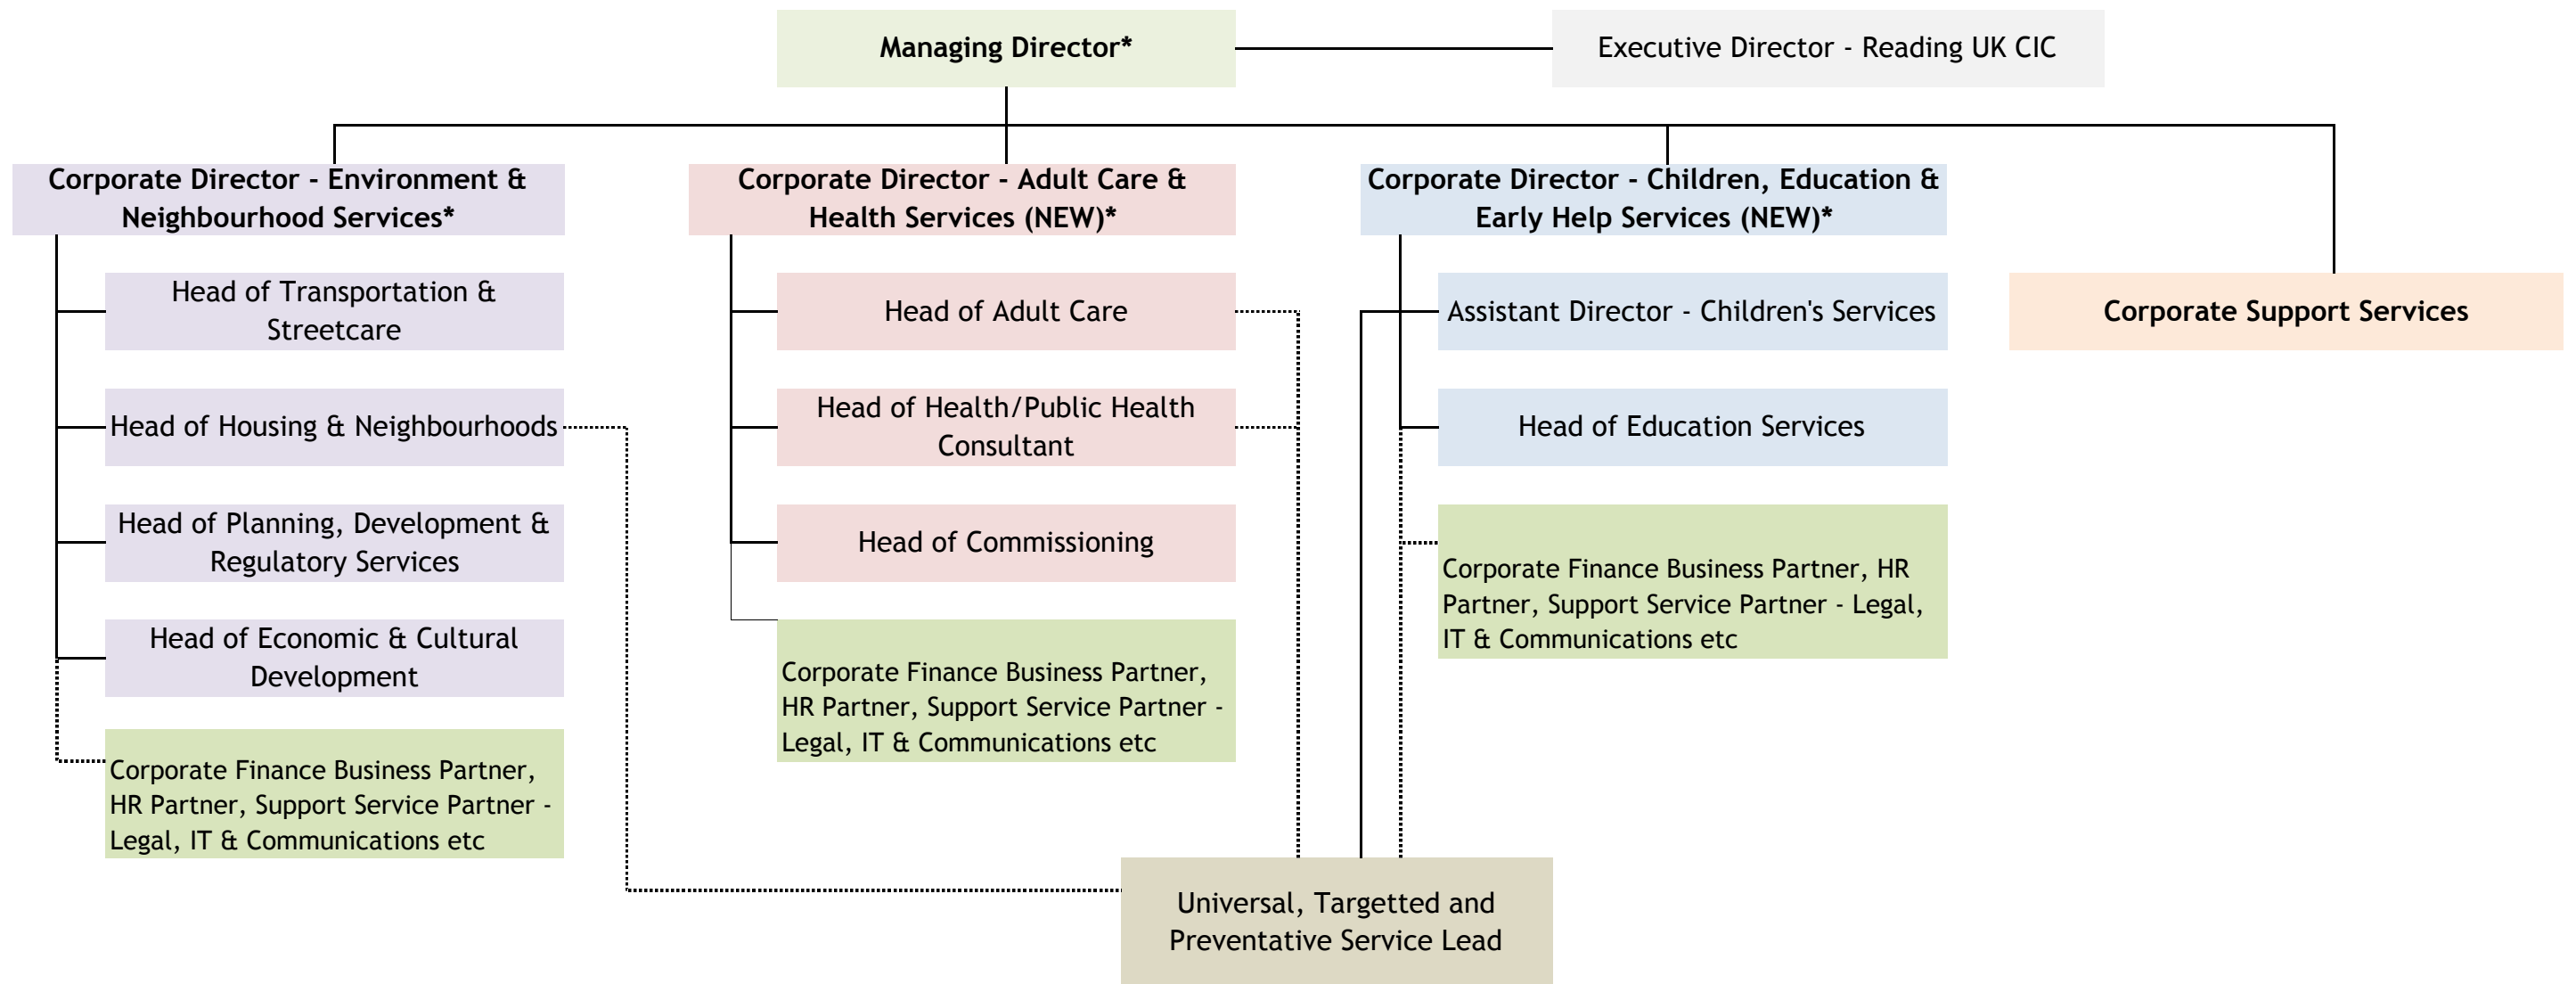 Managing Director*
Executive Director - Reading UK CIC
Corporate Director - Environment &
Neighbourhood Services*
Head of Transportation &
Streetcare
Head of Housing & Neighbourhoods
Head of Planning, Development &
Regulatory Services
Head of Economic & Cultural
Development
Corporate Finance Business Partner,
HR Partner, Support Service Partner -
Legal, IT & Communications etc
Corporate Director - Adult Care &
Health Services (NEW)*
Head of Adult Care
Head of Health/Public Health
Consultant
Head of Commissioning
Corporate Finance Business Partner,
HR Partner, Support Service Partner -
Legal, IT & Communications etc
Corporate Director - Children, Education &
Early Help Services (NEW)*
Assistant Director - Children's Services
Head of Education Services
Corporate Finance Business Partner, HR
Partner, Support Service Partner - Legal,
IT & Communications etc
Corporate Support Services
Universal, Targetted and
Preventative Service Lead